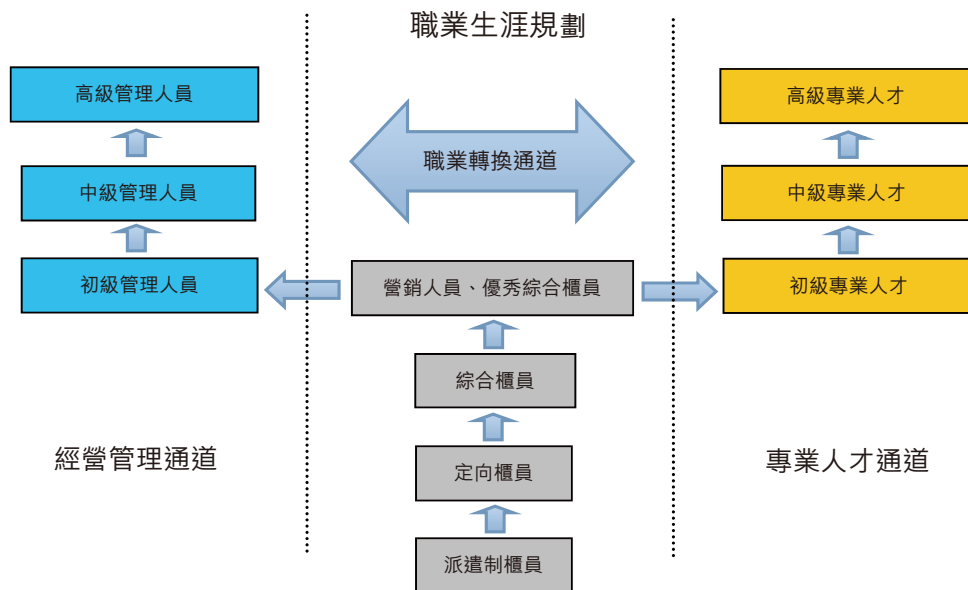 職業生涯規劃
高級管理人員
高級專業人才
職業轉換通道
中級管理人員
中級專業人才
初級管理人員
營銷人員、優秀綜合櫃員
初級專業人才
綜合櫃員
經營管理通道
定向櫃員
專業人才通道
派遣制櫃員